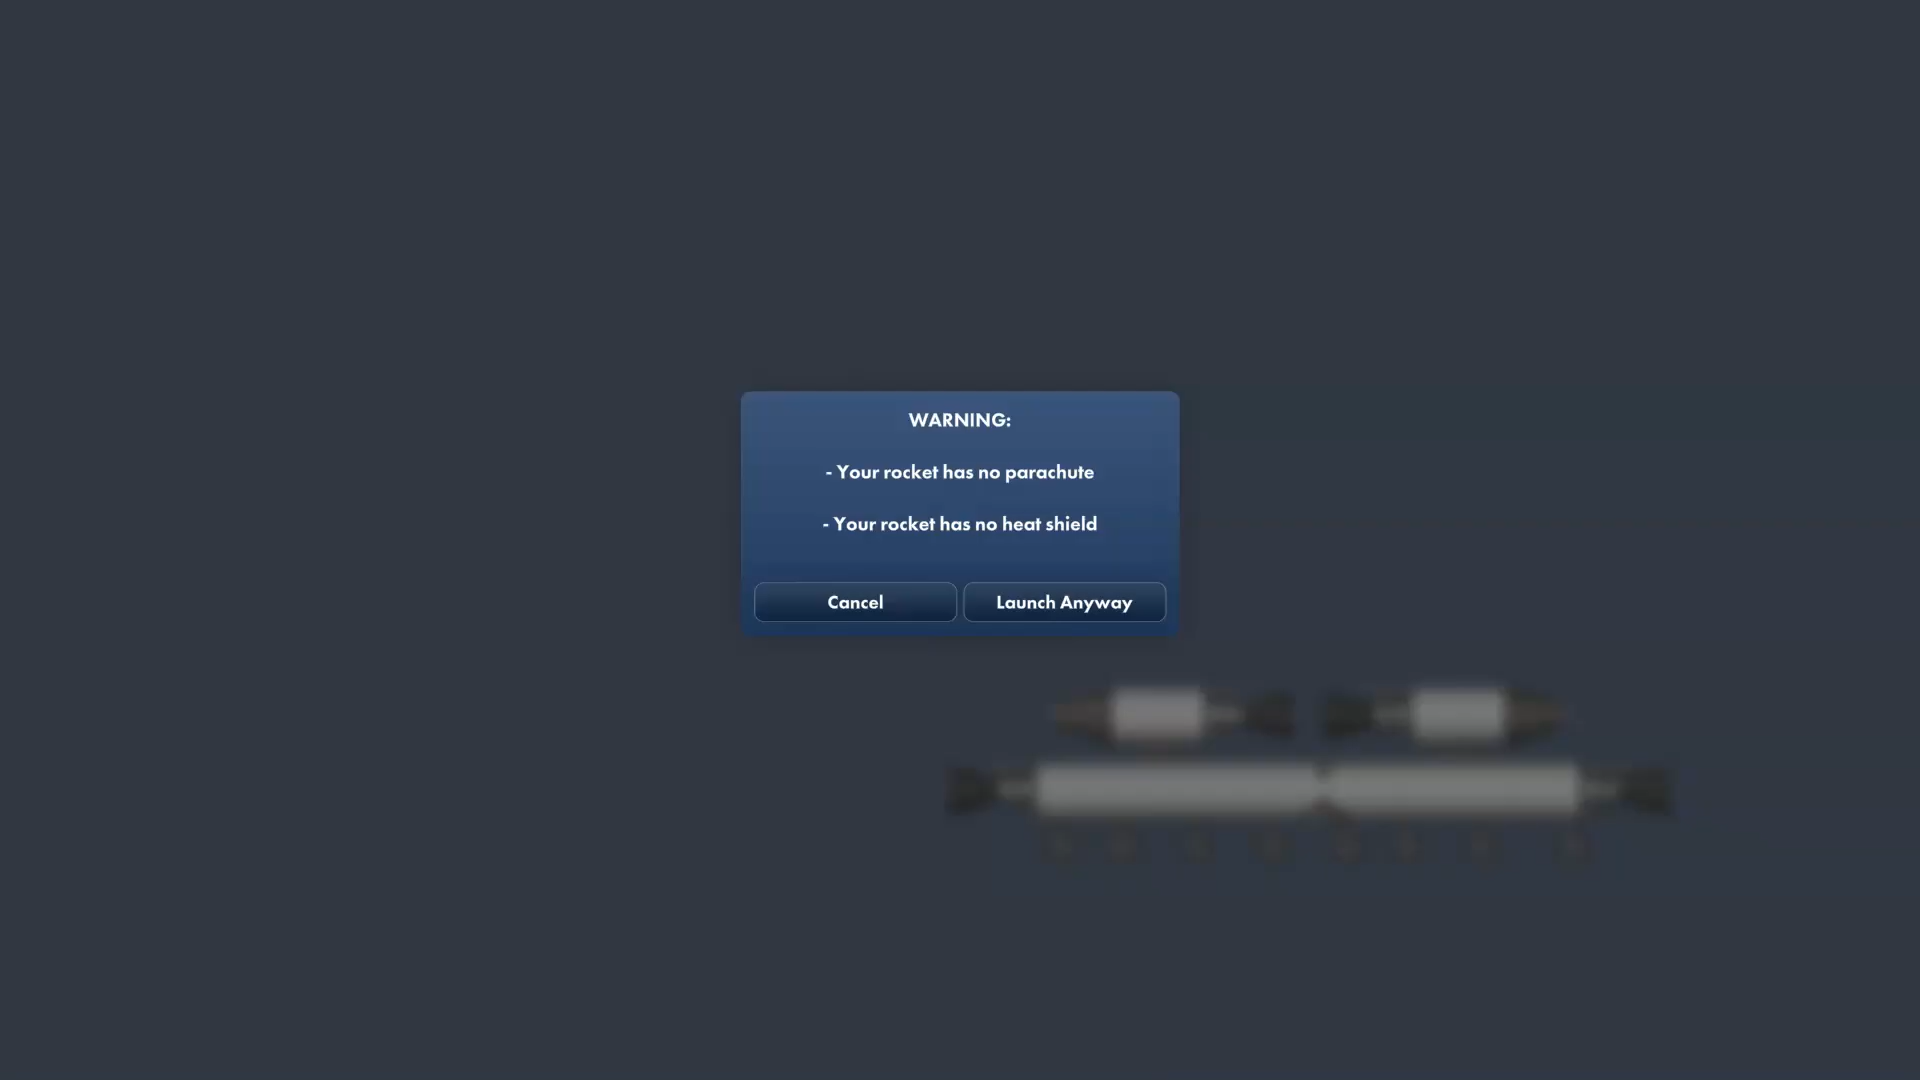 WARNING:
- Your rocket has no parachute
- Your rocket has no heat shield
Cancel
Launch Anyway